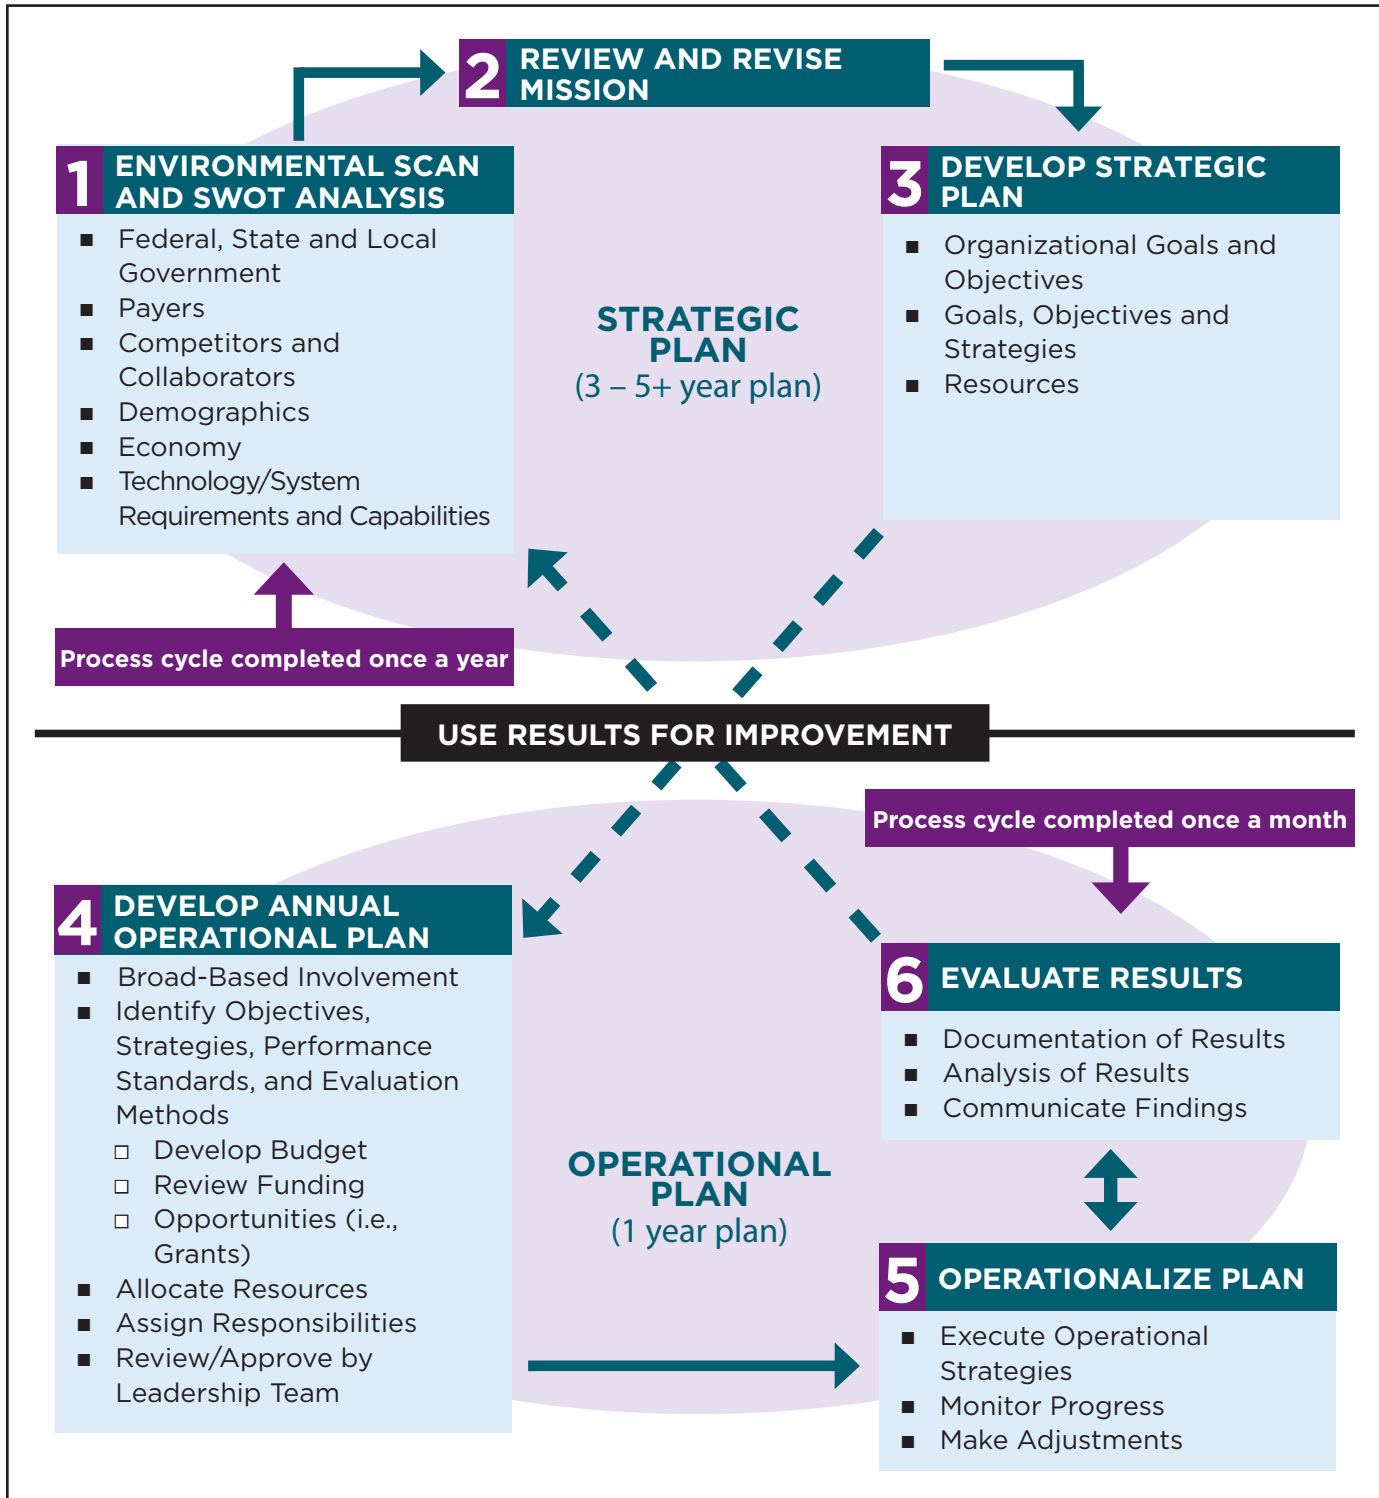 2 REVIEW AND REVISE
MISSION
1 ENVIRONMENTAL SCAN
AND SWOT ANALYSIS
■ Federal, State and Local
Government
■ Payers
■ Competitors and
Collaborators
■ Demographics
■ Economy
■ Technology/System
Requirements and Capabilities
3 DEVELOP STRATEGIC
PLAN
■ Organizational Goals and
Objectives
■ Goals, Objectives and
Strategies
■ Resources
STRATEGIC
PLAN
(3 – 5+ year plan)
Process cycle completed once a year
USE RESULTS FOR IMPROVEMENT
Process cycle completed once a month
4 DEVELOP ANNUAL
OPERATIONAL PLAN
■ Broad-Based Involvement
■ Identify Objectives,
Strategies, Performance
Standards, and Evaluation
Methods
□ Develop Budget
□ Review Funding
□ Opportunities (i.e.,
Grants)
■ Allocate Resources
■ Assign Responsibilities
■ Review/Approve by
Leadership Team
OPERATIONAL
PLAN
(1 year plan)
6 EVALUATE RESULTS
■ Documentation of Results
■ Analysis of Results
■ Communicate Findings
5 OPERATIONALIZE PLAN
■ Execute Operational
Strategies
■ Monitor Progress
■ Make Adjustments